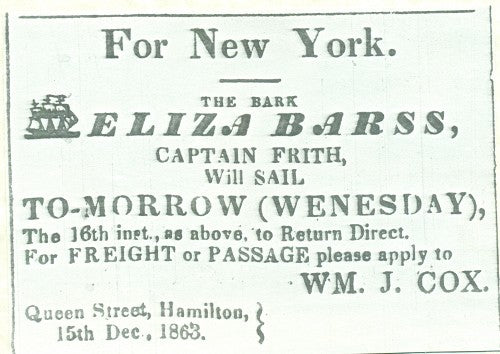 For New York.
THE BARK
ELIZA BARSS,
CAPTAIN FRITH,
Will SAIL
TO-MORROW (WENESDAY),
The 16th inst., as above, to Return Direct.
For FREIGHT or PASSAGE please apply to
WM. J. COX.
Queen Street, Hamilton, }
15th Dec., 1863.